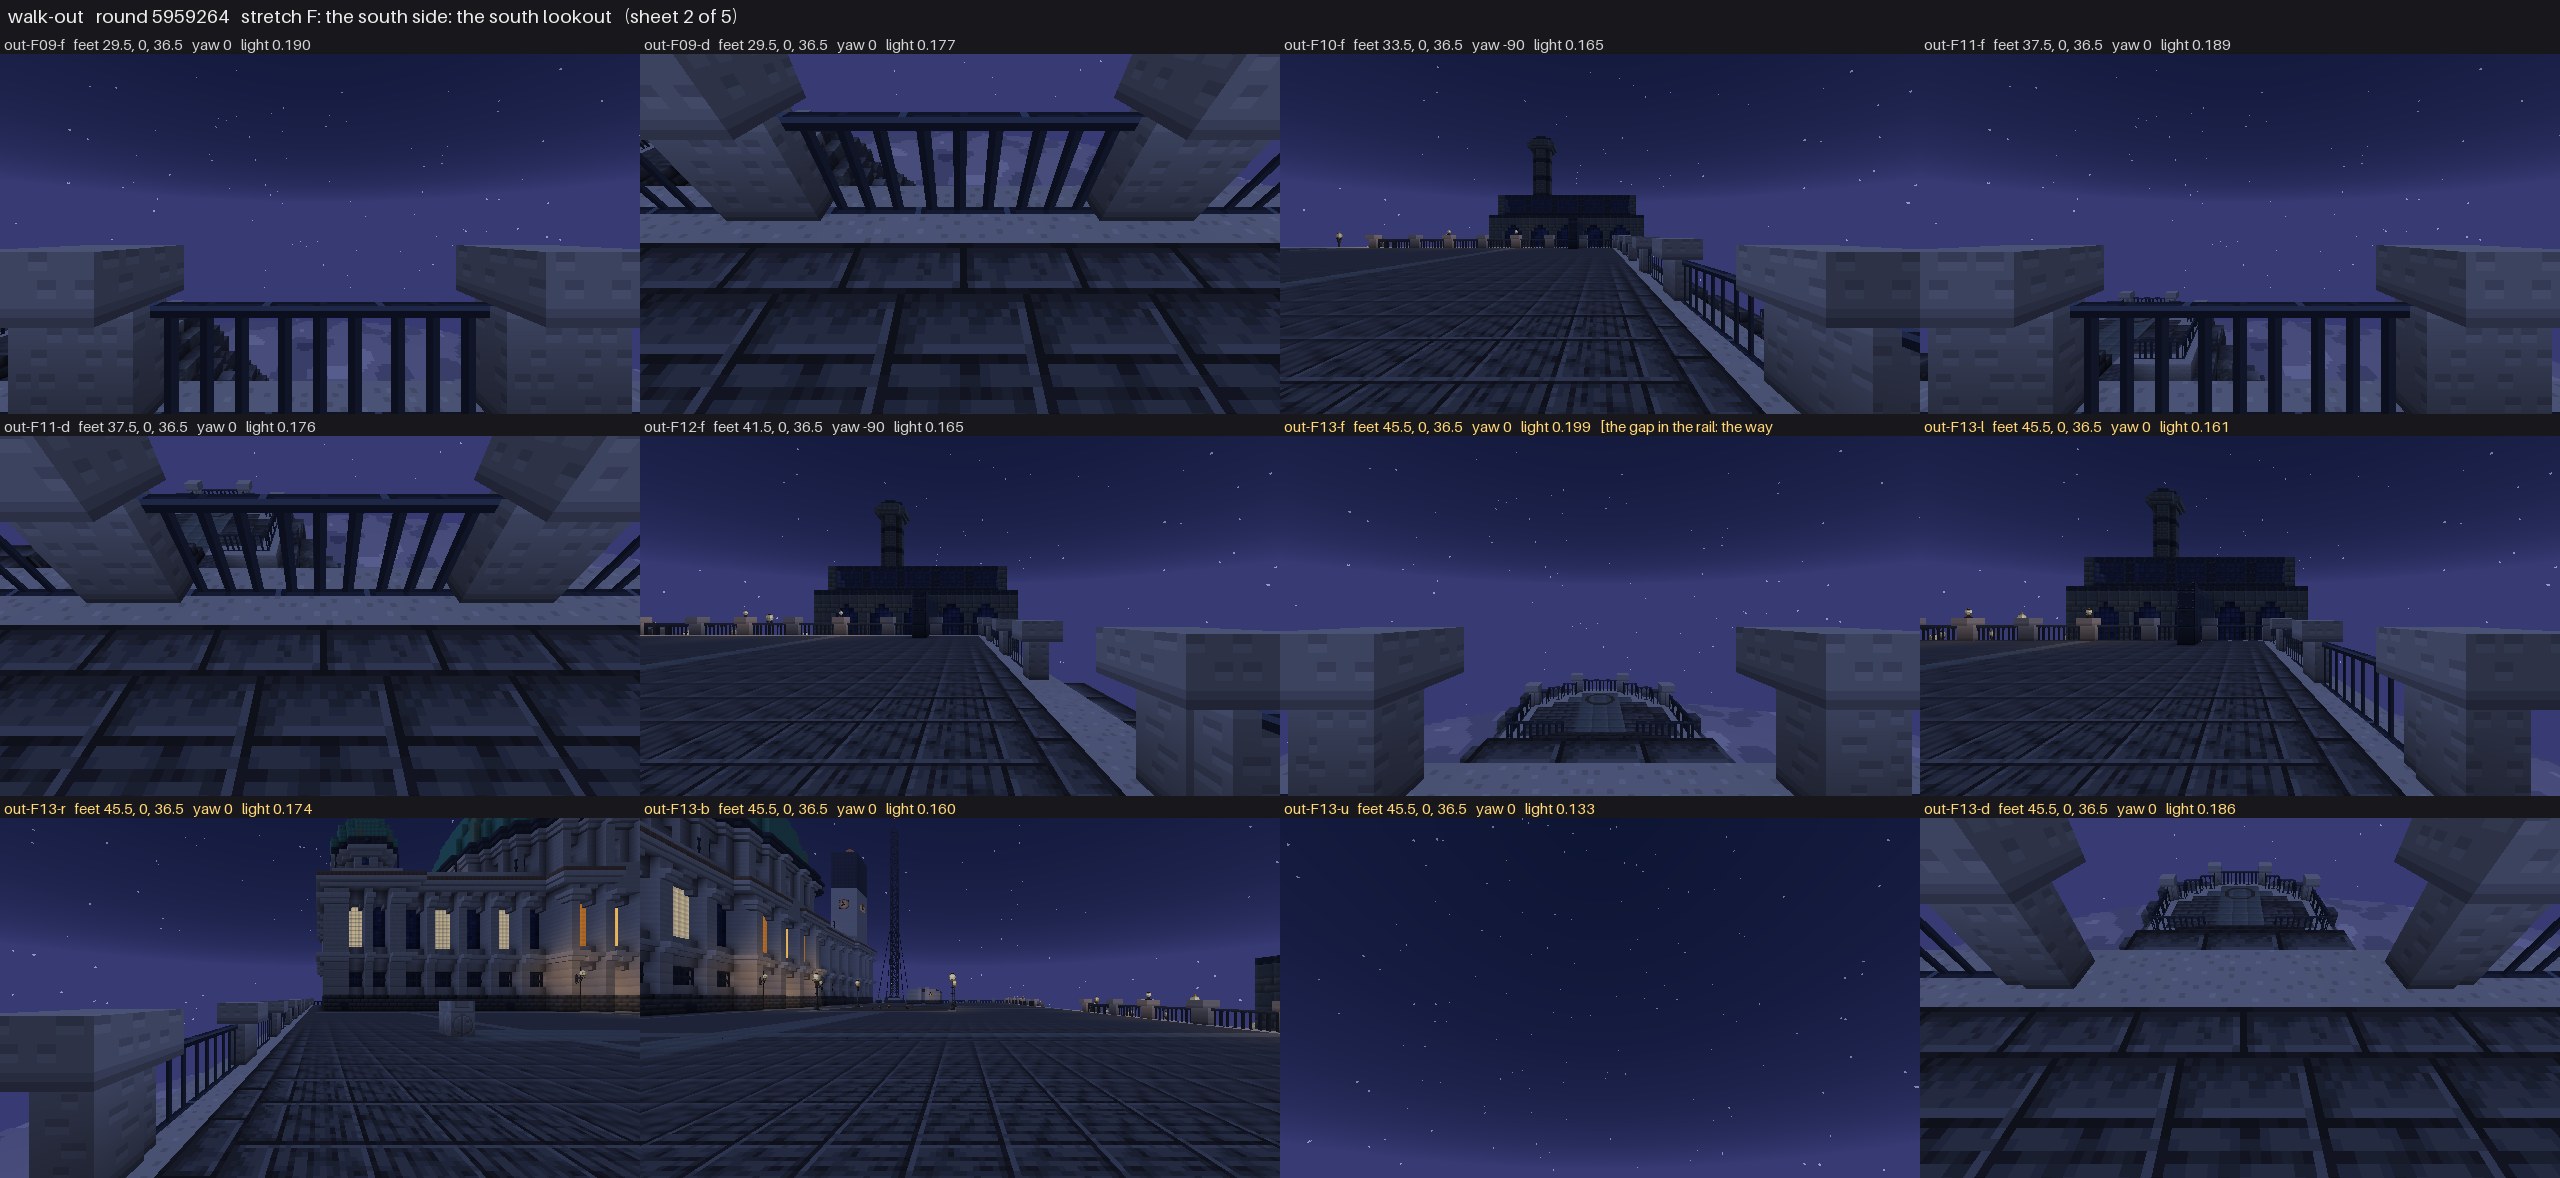 walk-out round 5959264 stretch F: the south side: the south lookout (sheet 2 of 5)
out-F09-f feet 29.5, 0, 36.5 yaw 0 light 0.190
out-F09-d feet 29.5, 0, 36.5 yaw 0 light 0.177
out-F10-f feet 33.5, 0, 36.5 yaw -90 light 0.165
out-F11-f feet 37.5, 0, 36.5 yaw 0 light 0.189
out-F11-d feet 37.5, 0, 36.5 yaw 0 light 0.176
out-F12-f feet 41.5, 0, 36.5 yaw -90 light 0.165
out-F13-f feet 45.5, 0, 36.5 yaw 0 light 0.199 [the gap in the rail: the way
out-F13-l feet 45.5, 0, 36.5 yaw 0 light 0.161
out-F13-r feet 45.5, 0, 36.5 yaw 0 light 0.174
out-F13-b feet 45.5, 0, 36.5 yaw 0 light 0.160
out-F13-u feet 45.5, 0, 36.5 yaw 0 light 0.133
out-F13-d feet 45.5, 0, 36.5 yaw 0 light 0.186